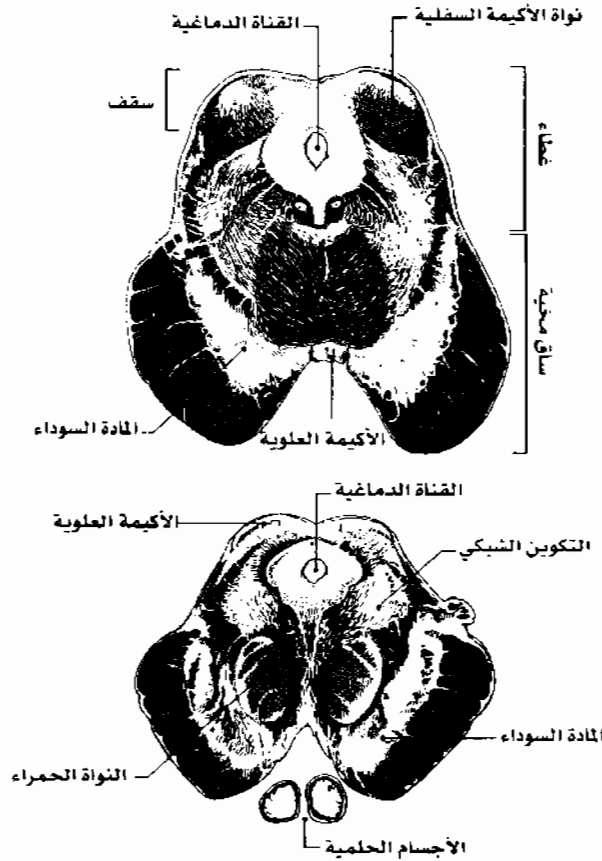 القناة الدماغية
نواة الأكيمة السفلية
سقف
غطاء
ساق مخية
المادة السوداء
الأكيمة العلوية
القناة الدماغية
الأكيمة العلوية
التكوين الشبكي
المادة السوداء
النواة الحمراء
الأجسام الحلمية